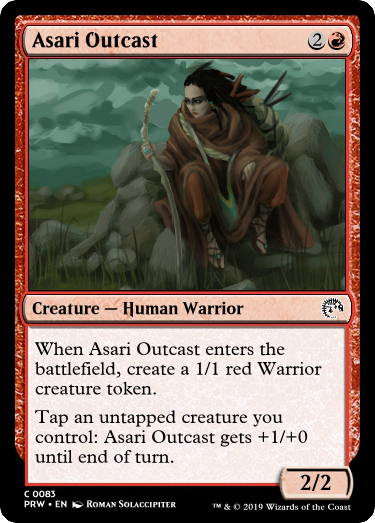 Asari Outcast 2
Creature — Human Warrior
When Asari Outcast enters the
battlefield, create a 1/1 red Warrior
creature token.
Tap an untapped creature you
control: Asari Outcast gets +1/+0
until end of turn.
2/2
C 0083
PRW • EN Roman Solaccipiter
™ & © 2019 Wizards of the Coast